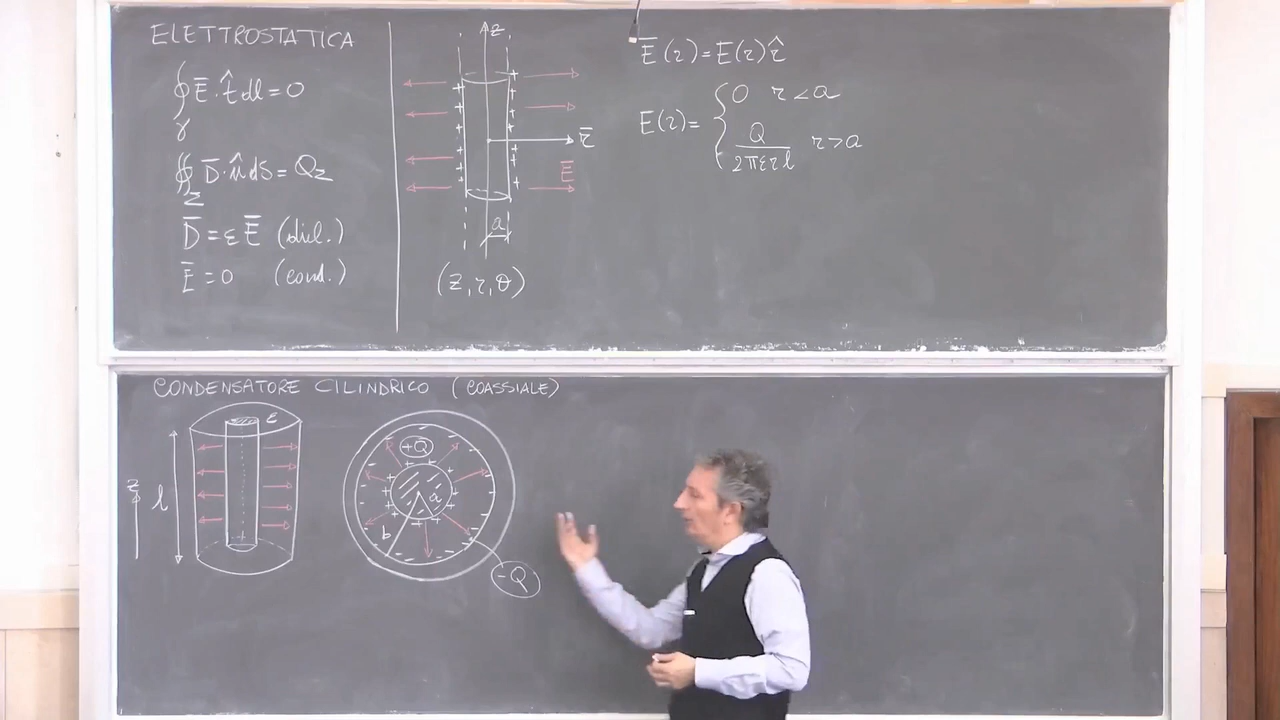 ELETTROSTATICA
∮ Ē·t̂ dl = 0
γ
∯ D̄·n̂ dS = Q_Σ
Σ
D̄ = ε Ē (diel.)
Ē = 0 (cond.)
z
+ + + + + + + +
+ + + + + + + +
r̄
Ē
a
(z, r, θ)
Ē(r) = E(r) r̂
E(r) = { 0 r < a
Q / 2πεrl r > a
CONDENSATORE CILINDRICO (COASSIALE)
z
l
ε
+Q
a
b
-Q